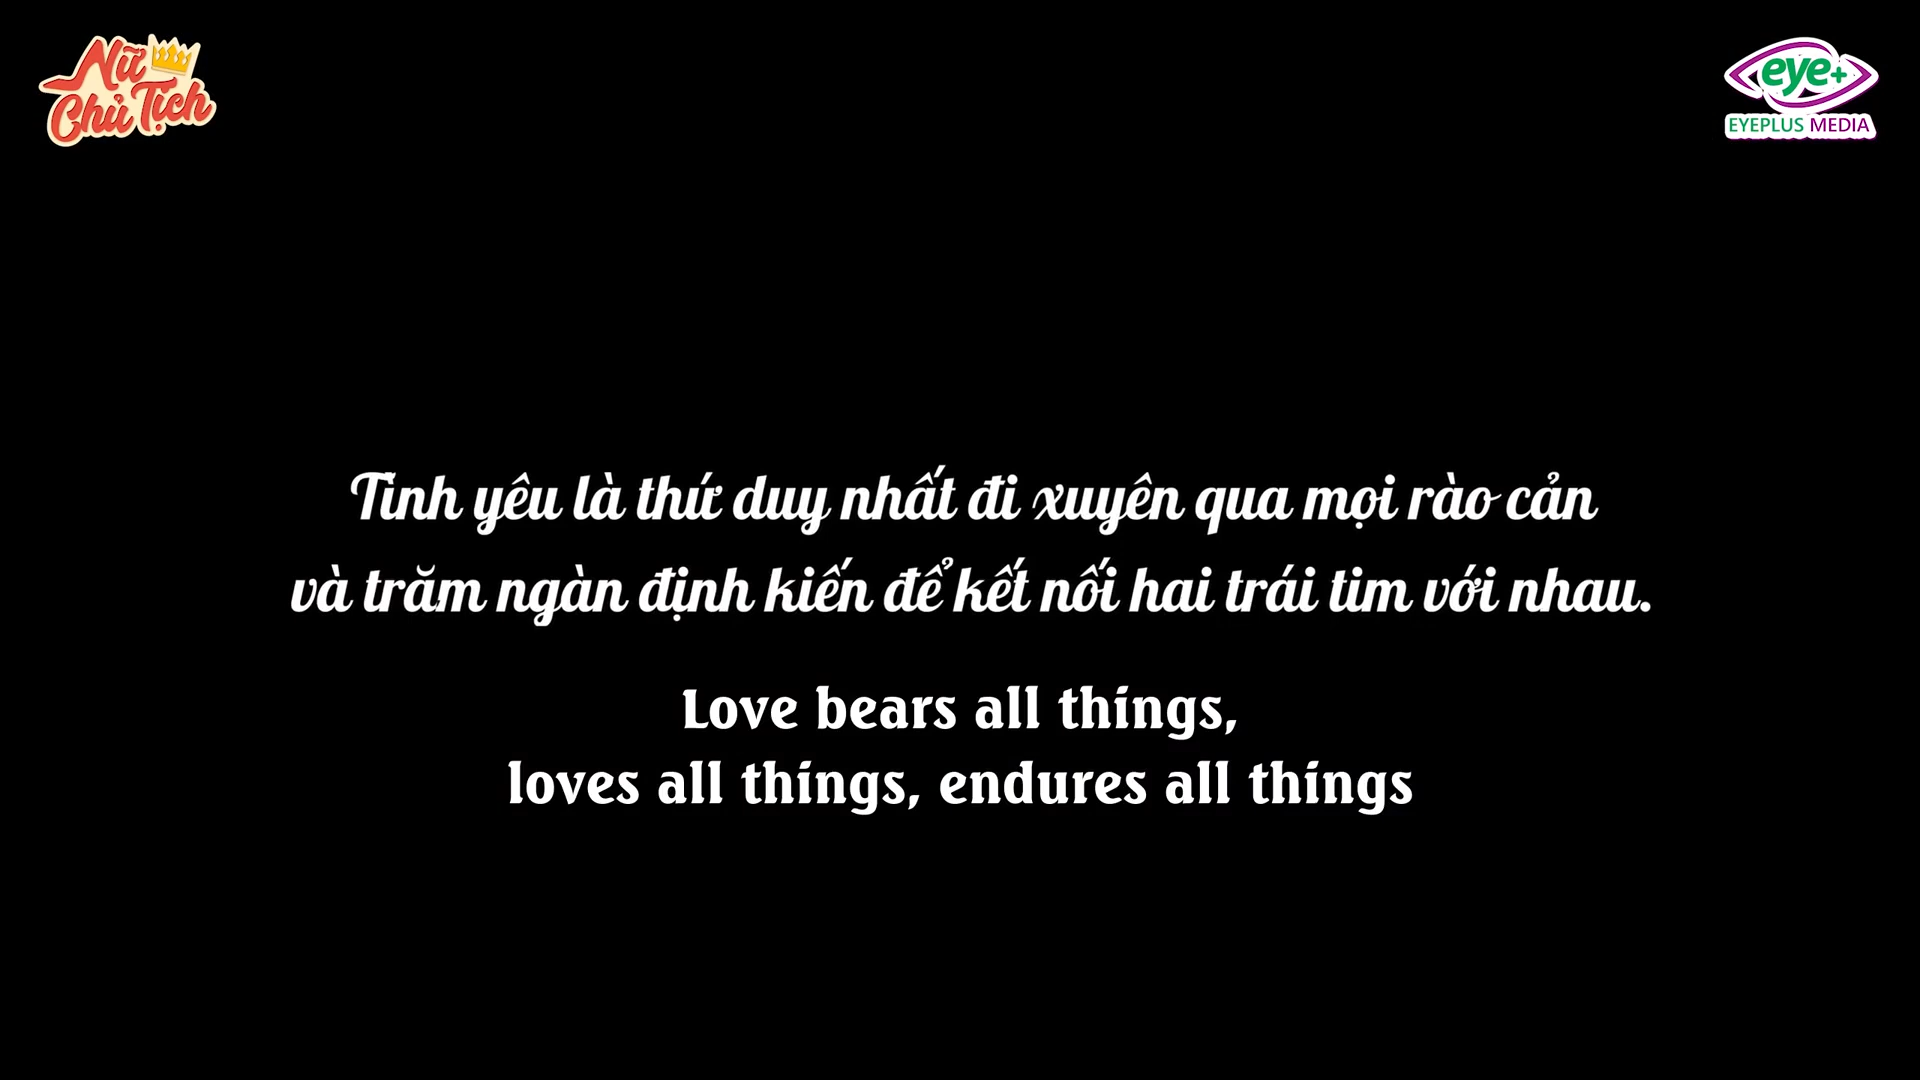 Nữ
Chủ Tịch
eye+
EYEPLUS MEDIA
Tình yêu là thứ duy nhất đi xuyên qua mọi rào cản
và trăm ngàn định kiến để kết nối hai trái tim với nhau.
Love bears all things,
loves all things, endures all things